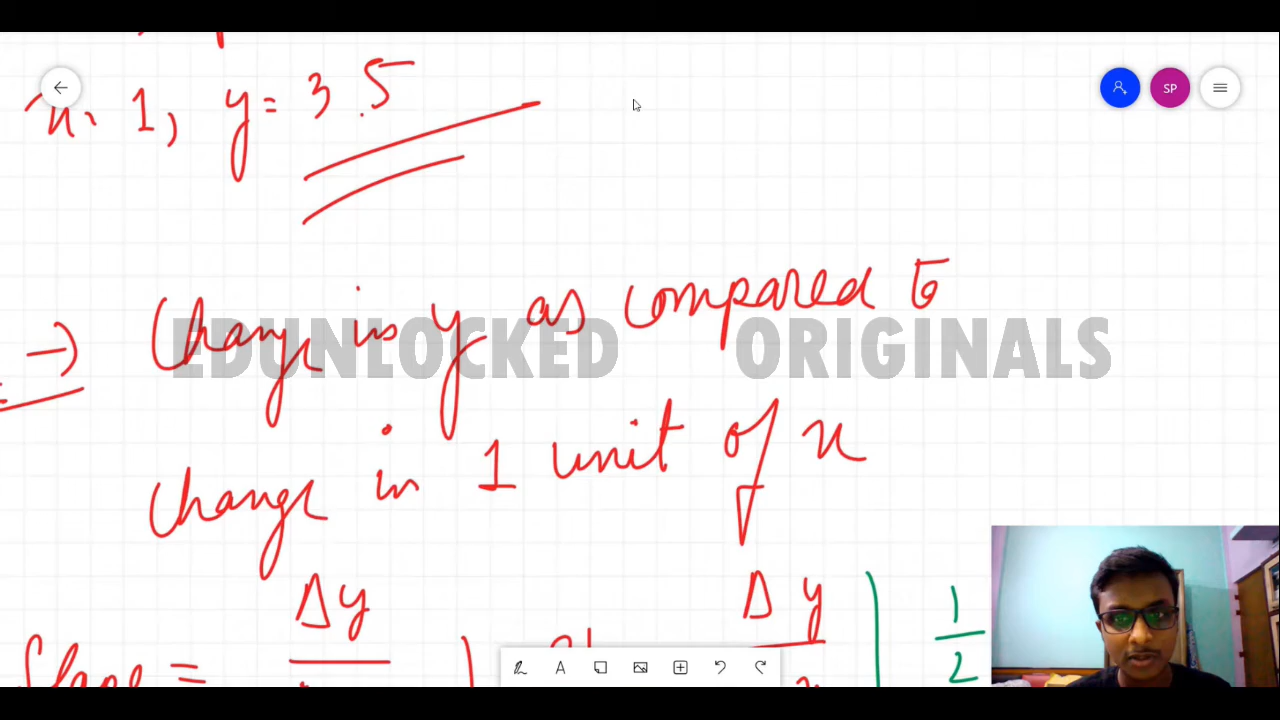 x = 1, y = 3.5
SP
→ Change in y as compared to
EDUNLOCKED ORIGINALS
change in 1 unit of x
Slope = Δy
Δy
1
2
A